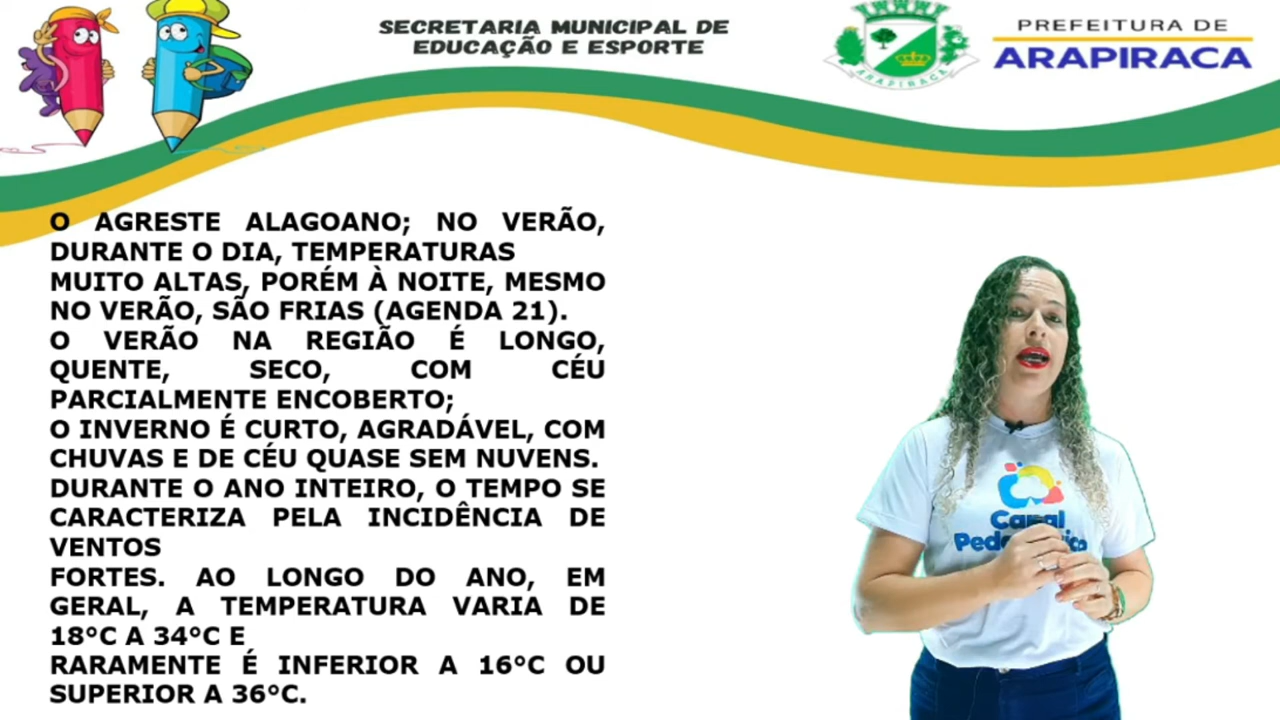 SECRETARIA MUNICIPAL DE
EDUCAÇÃO E ESPORTE
ARAPIRACA
PREFEITURA DE
ARAPIRACA
O AGRESTE ALAGOANO; NO VERÃO,
DURANTE O DIA, TEMPERATURAS
MUITO ALTAS, PORÉM À NOITE, MESMO
NO VERÃO, SÃO FRIAS (AGENDA 21).
O VERÃO NA REGIÃO É LONGO,
QUENTE, SECO, COM CÉU
PARCIALMENTE ENCOBERTO;
O INVERNO É CURTO, AGRADÁVEL, COM
CHUVAS E DE CÉU QUASE SEM NUVENS.
DURANTE O ANO INTEIRO, O TEMPO SE
CARACTERIZA PELA INCIDÊNCIA DE
VENTOS
FORTES. AO LONGO DO ANO, EM
GERAL, A TEMPERATURA VARIA DE
18°C A 34°C E
RARAMENTE É INFERIOR A 16°C OU
SUPERIOR A 36°C.
Canal